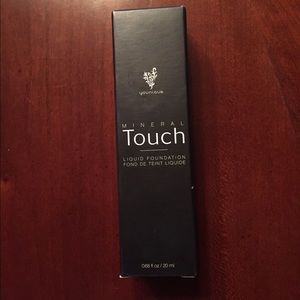 younique
MINERAL
Touch
LIQUID FOUNDATION
FOND DE TEINT LIQUIDE
0.68 fl oz / 20 ml